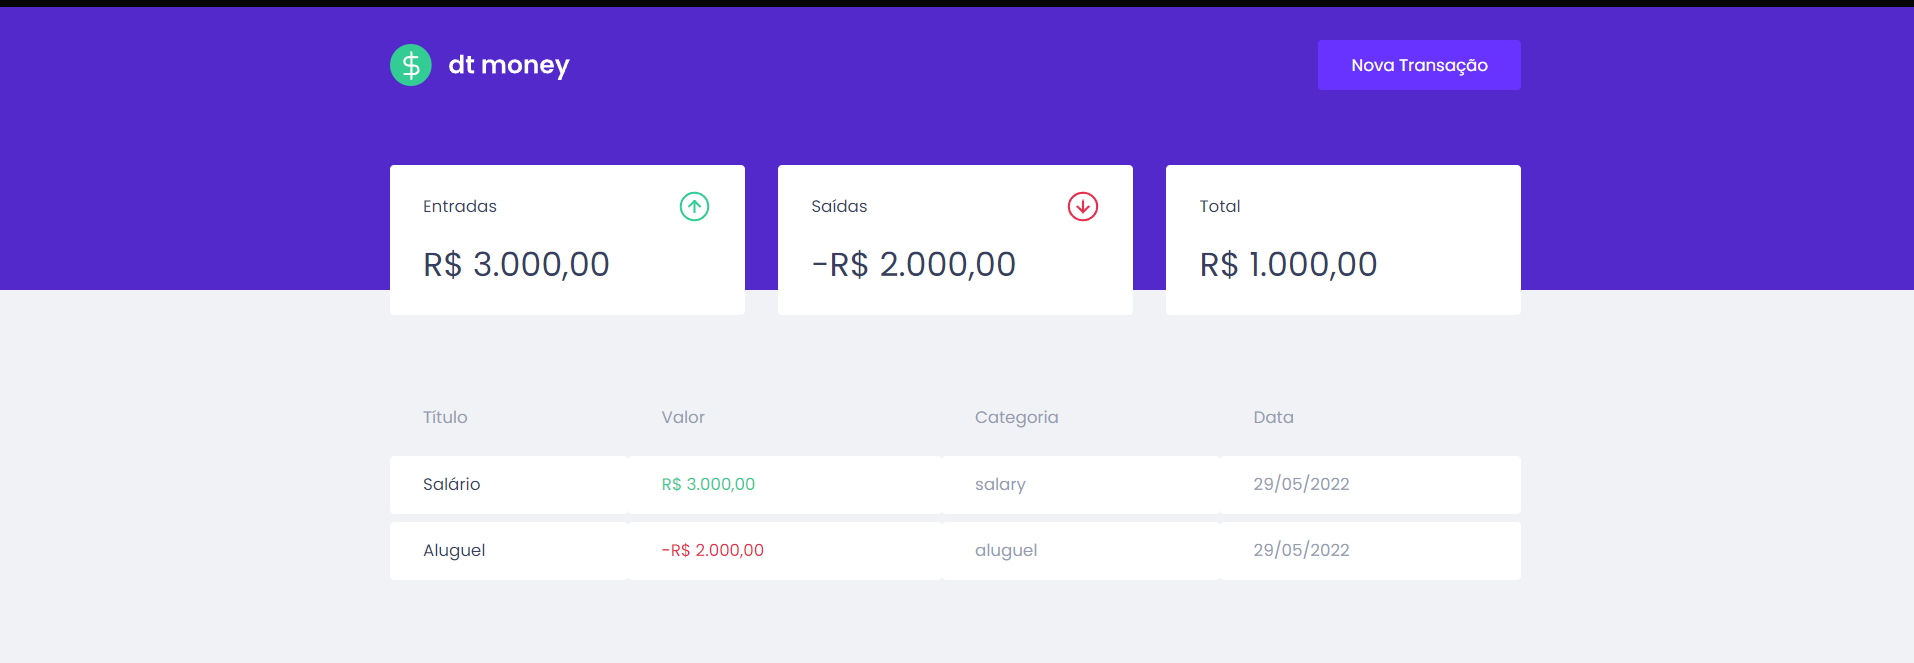 $ dt money
Nova Transação
Entradas
R$ 3.000,00
Saídas
-R$ 2.000,00
Total
R$ 1.000,00
Título Valor Categoria Data
Salário R$ 3.000,00 salary 29/05/2022
Aluguel -R$ 2.000,00 aluguel 29/05/2022